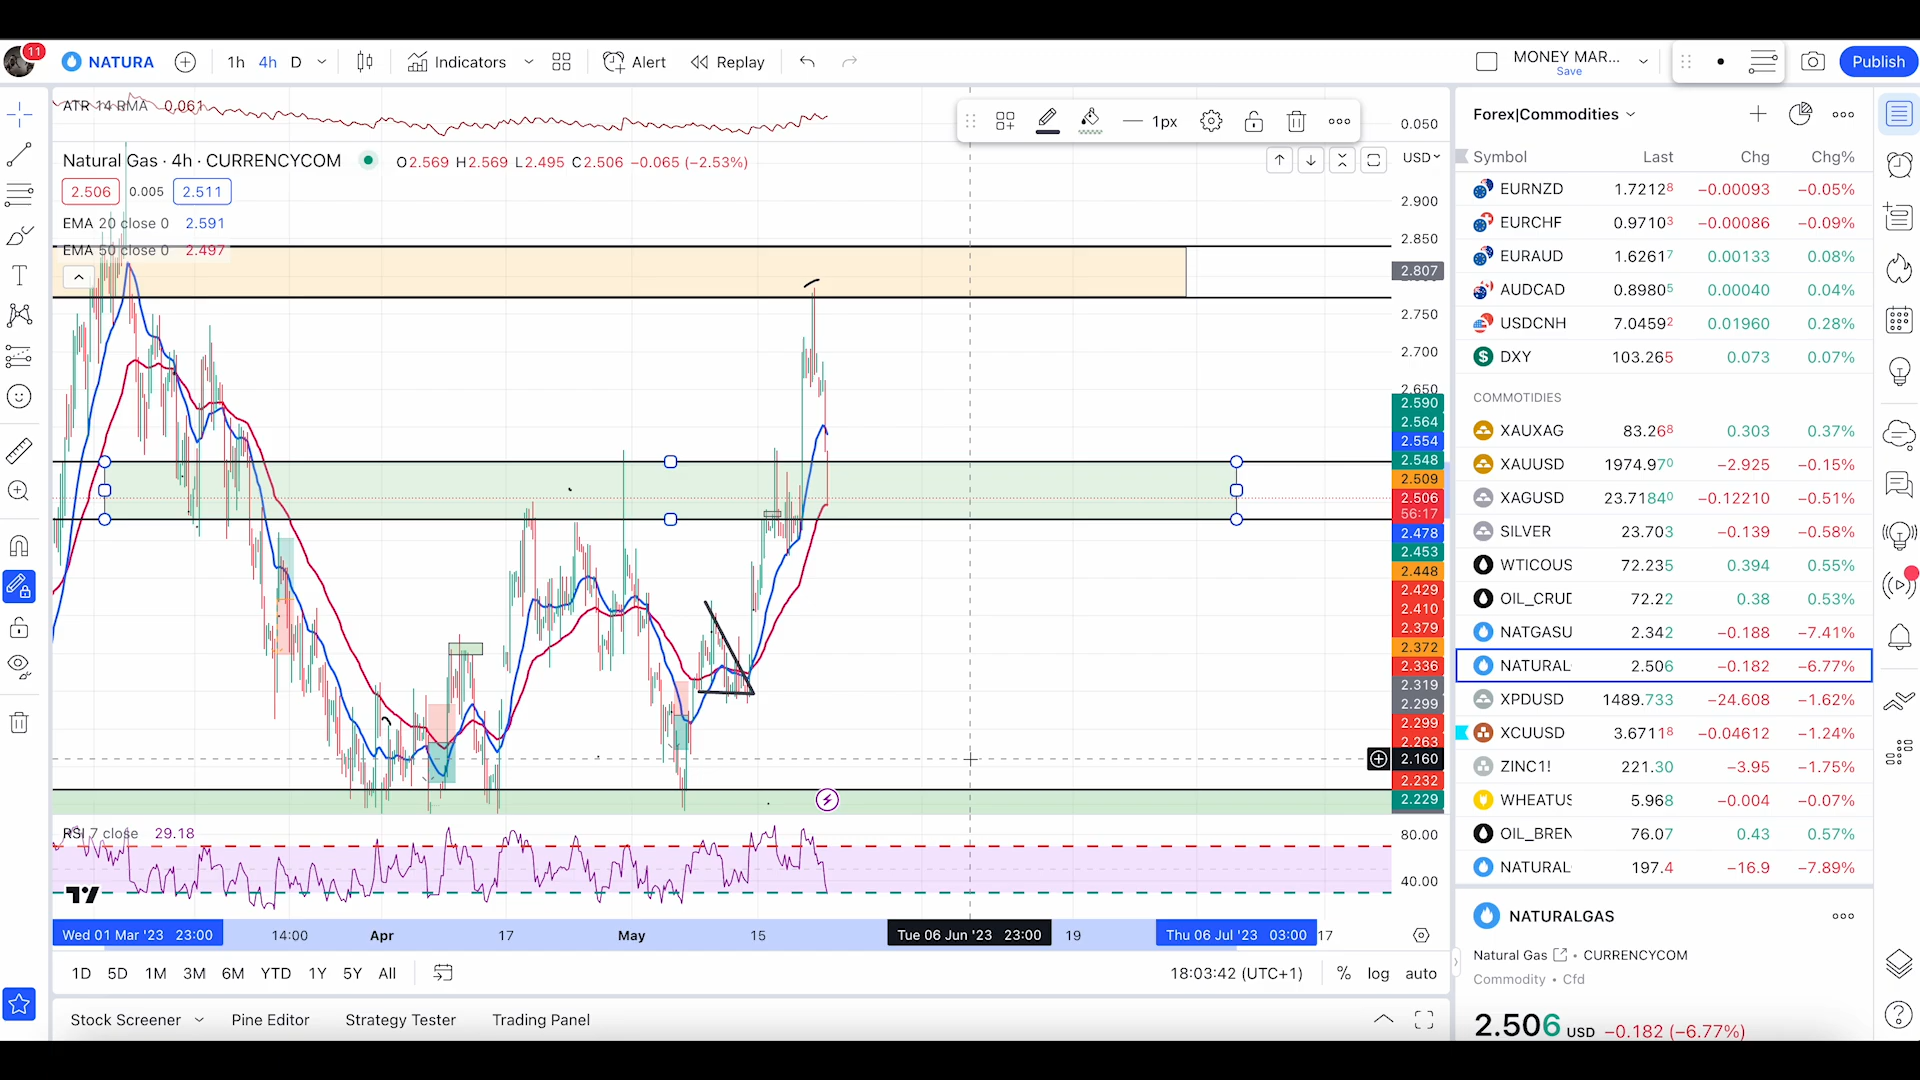 11
NATURA
1h 4h D
Indicators
Alert
Replay
MONEY MAR...
Save
Publish
ATR 14 RMA 0.061
1px
0.050
Natural Gas · 4h · CURRENCYCOM
O2.569 H2.569 L2.495 C2.506 −0.065 (−2.53%)
USD
2.506 0.005 2.511
EMA 20 close 0 2.591
EMA 50 close 0 2.497
2.900
2.850
2.807
2.750
2.700
2.650
2.590
2.564
2.554
2.548
2.509
2.506
56:17
2.478
2.453
2.448
2.429
2.410
2.379
2.372
2.336
2.319
2.299
2.299
2.263
2.160
2.232
2.229
RSI 7 close 29.18
80.00
40.00
Wed 01 Mar '23 23:00 14:00 Apr 17 May 15 Tue 06 Jun '23 23:00 19 Thu 06 Jul '23 03:00 17
1D 5D 1M 3M 6M YTD 1Y 5Y All
18:03:42 (UTC+1) % log auto
Stock Screener Pine Editor Strategy Tester Trading Panel
Forex|Commodities
Symbol Last Chg Chg%
EURNZD 1.72128 −0.00093 −0.05%
EURCHF 0.97103 −0.00086 −0.09%
EURAUD 1.62617 0.00133 0.08%
AUDCAD 0.89805 0.00040 0.04%
USDCNH 7.04592 0.01960 0.28%
DXY 103.265 0.073 0.07%
COMMOTIDIES
XAUXAG 83.268 0.303 0.37%
XAUUSD 1974.970 −2.925 −0.15%
XAGUSD 23.71840 −0.12210 −0.51%
SILVER 23.703 −0.139 −0.58%
WTICOUS 72.235 0.394 0.55%
OIL_CRUD 72.22 0.38 0.53%
NATGASU 2.342 −0.188 −7.41%
NATURAL 2.506 −0.182 −6.77%
XPDUSD 1489.733 −24.608 −1.62%
XCUUSD 3.67118 −0.04612 −1.24%
ZINC1! 221.30 −3.95 −1.75%
WHEATUS 5.968 −0.004 −0.07%
OIL_BREN 76.07 0.43 0.57%
NATURAL 197.4 −16.9 −7.89%
NATURALGAS
Natural Gas • CURRENCYCOM
Commodity • Cfd
2.506 USD −0.182 (−6.77%)